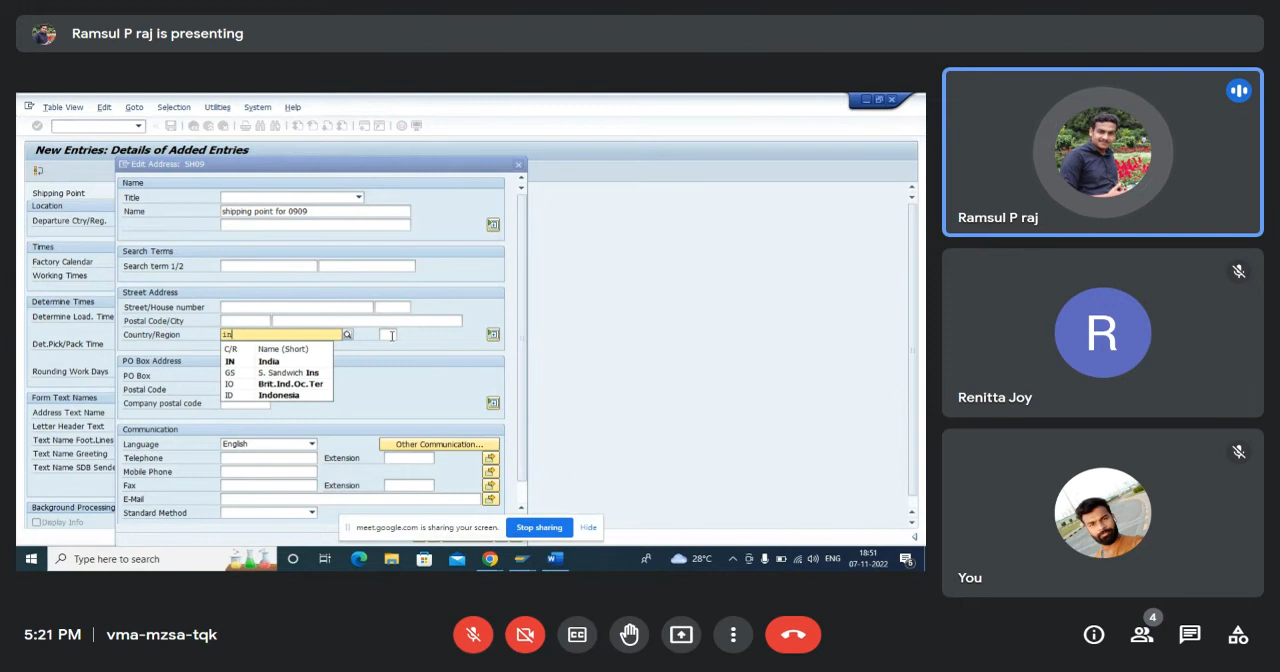 Ramsul P raj is presenting
Table View Edit Goto Selection Utilities System Help
New Entries: Details of Added Entries
Edit Address: SH09
Shipping Point
Location
Departure Ctry/Reg.
Times
Factory Calendar
Working Times
Determine Times
Determine Load. Time
Det.Pick/Pack Time
Rounding Work Days
Form Text Names
Address Text Name
Letter Header Text
Text Name Foot.Lines
Text Name Greeting
Text Name SDB Sende
Background Processing
Display Info
Name
Title
Name shipping point for 0909
Search Terms
Search term 1/2
Street Address
Street/House number
Postal Code/City
Country/Region in
C/R Name (Short)
IN India
GS S. Sandwich Ins
IO Brit.Ind.Oc.Ter
ID Indonesia
PO Box Address
PO Box
Postal Code
Company postal code
Communication
Language English Other Communication...
Telephone Extension
Mobile Phone
Fax Extension
E-Mail
Standard Method
meet.google.com is sharing your screen. Stop sharing Hide
Type here to search
28°C
ENG
18:51
07-11-2022
6
Ramsul P raj
R
Renitta Joy
You
5:21 PM vma-mzsa-tqk
CC
4